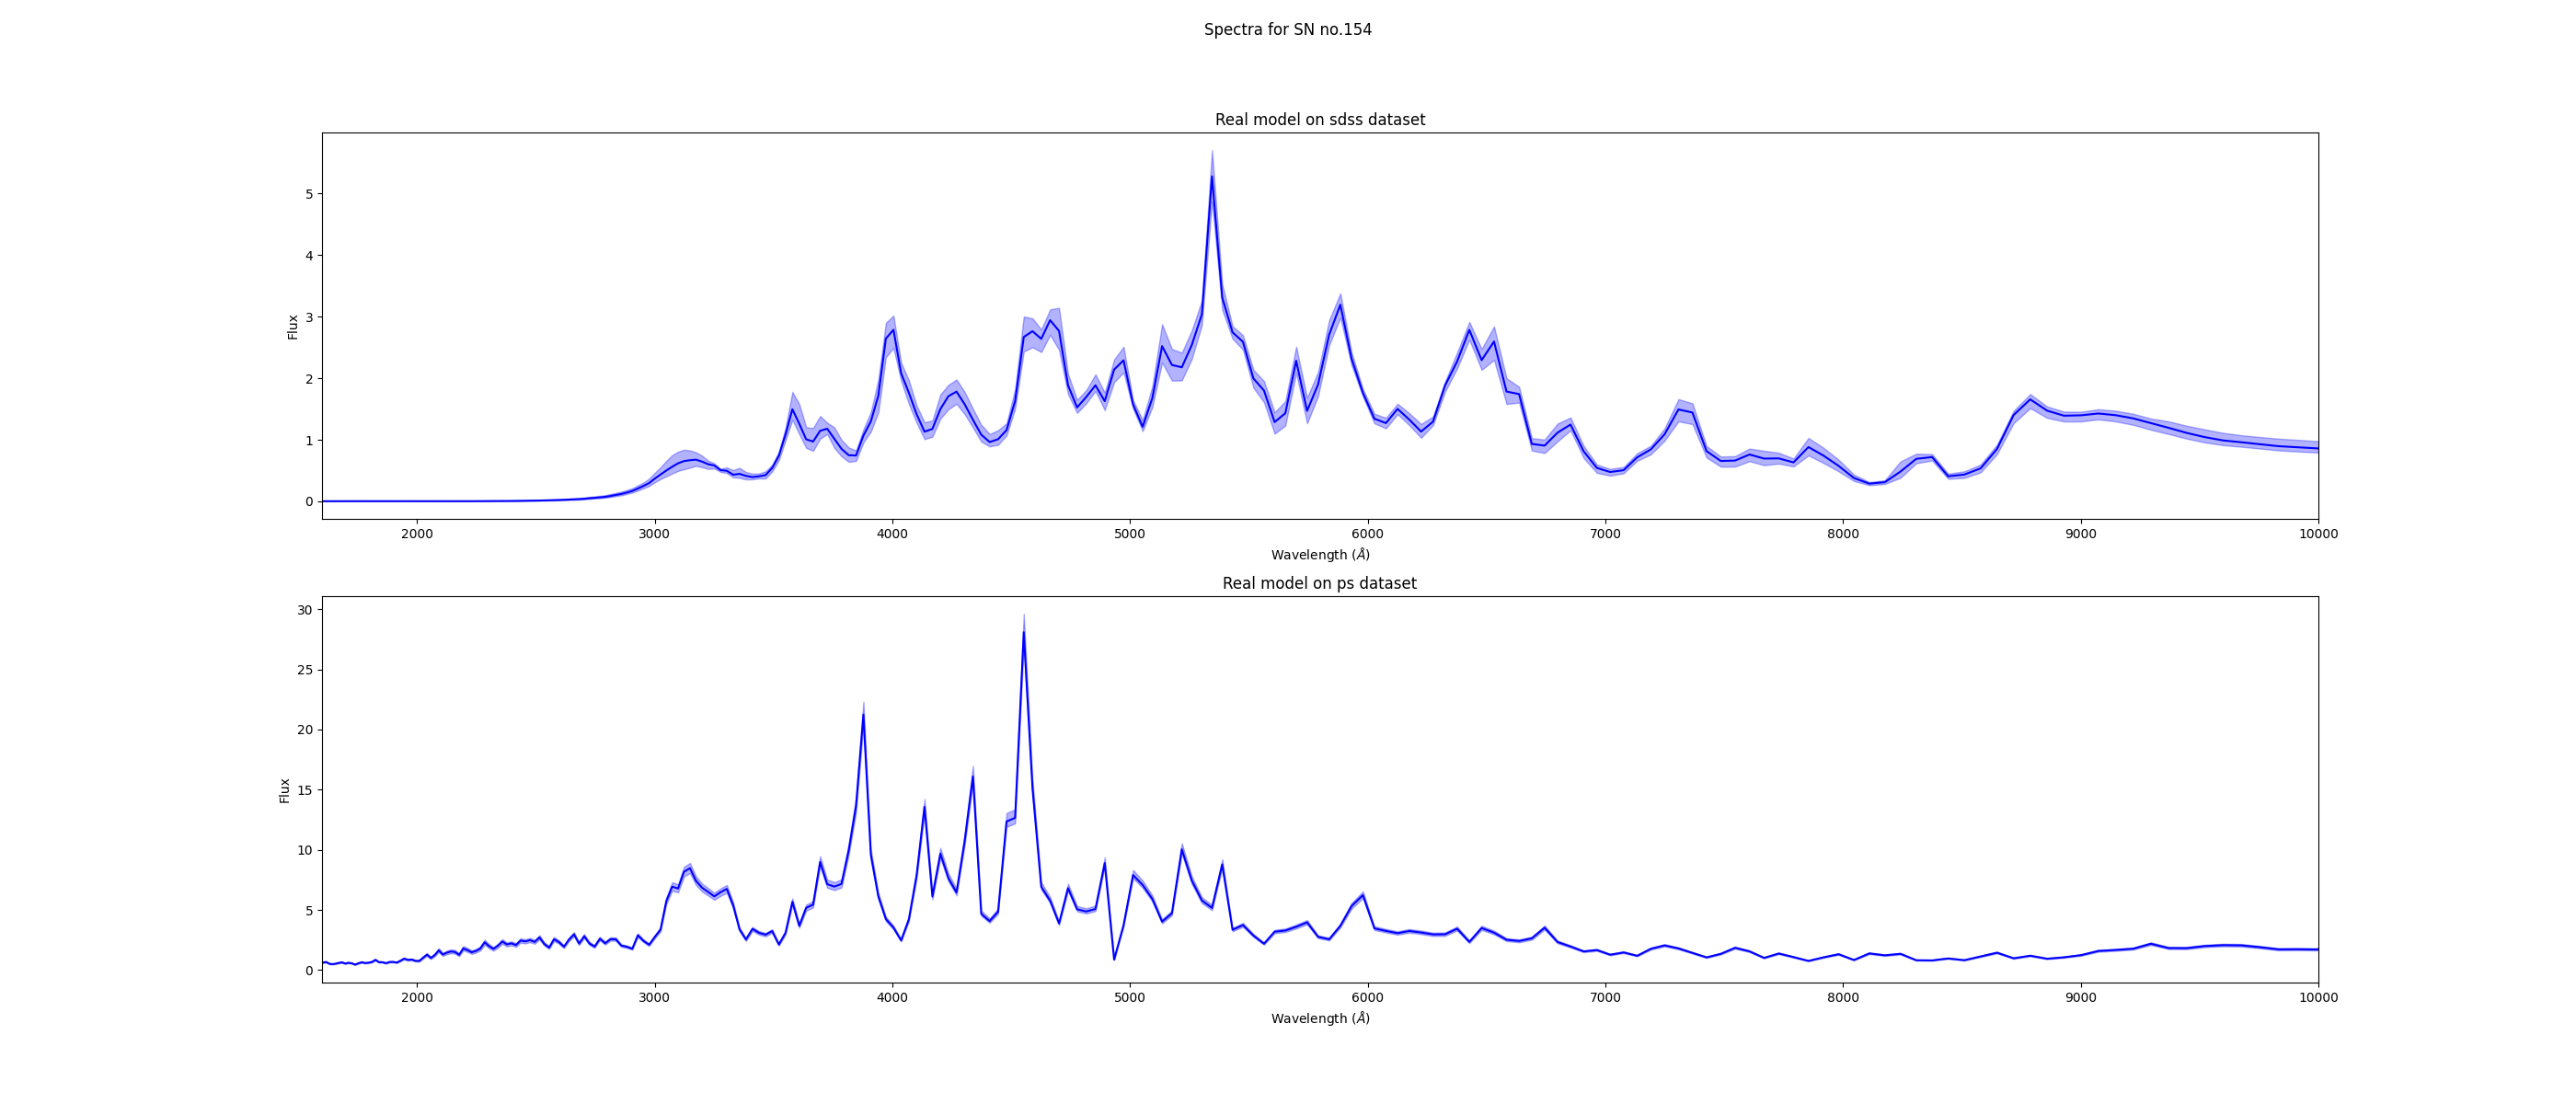 Spectra for SN no.154
Real model on sdss dataset
Flux
5
4
3
2
1
0
2000 3000 4000 5000 6000 7000 8000 9000 10000
Wavelength (Å)
Real model on ps dataset
Flux
30
25
20
15
10
5
0
2000 3000 4000 5000 6000 7000 8000 9000 10000
Wavelength (Å)